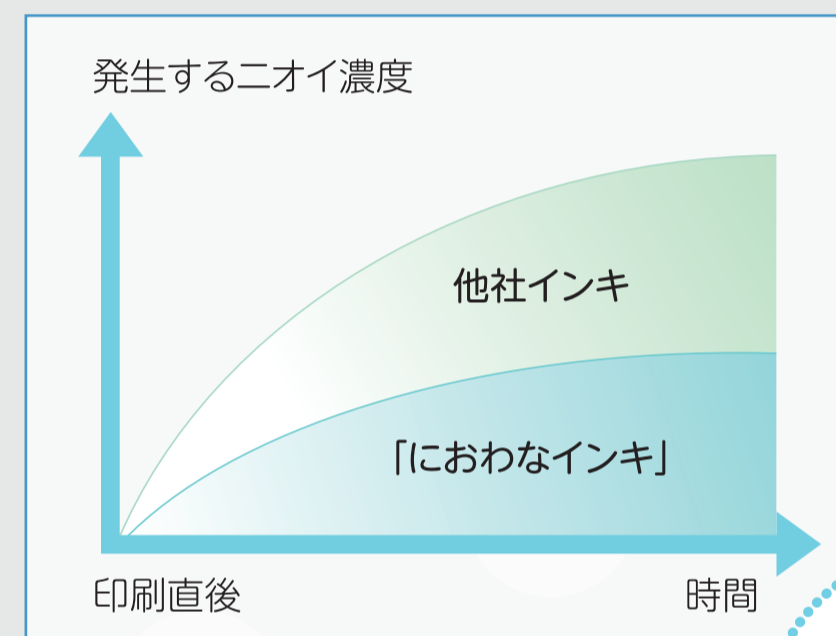 発生するニオイ濃度
他社インキ
「におわなインキ」
印刷直後
時間